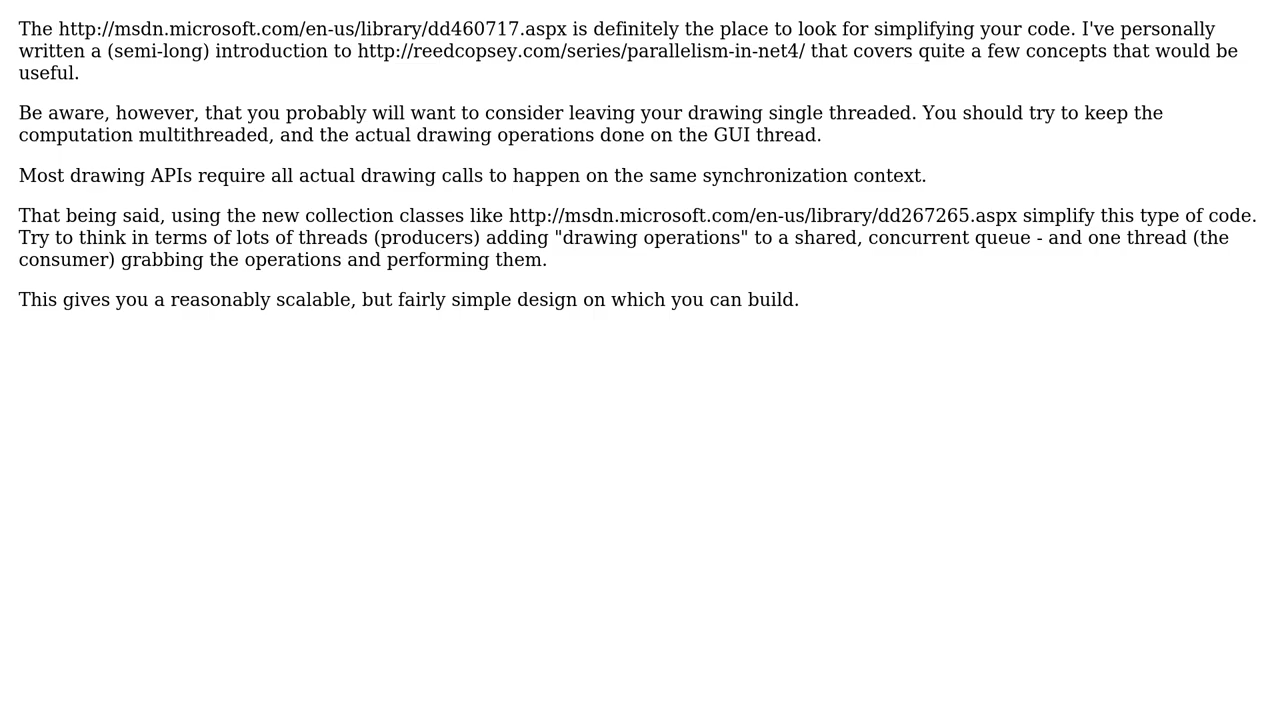 The http://msdn.microsoft.com/en-us/library/dd460717.aspx is definitely the place to look for simplifying your code. I've personally
written a (semi-long) introduction to http://reedcopsey.com/series/parallelism-in-net4/ that covers quite a few concepts that would be
useful.
Be aware, however, that you probably will want to consider leaving your drawing single threaded. You should try to keep the
computation multithreaded, and the actual drawing operations done on the GUI thread.
Most drawing APIs require all actual drawing calls to happen on the same synchronization context.
That being said, using the new collection classes like http://msdn.microsoft.com/en-us/library/dd267265.aspx simplify this type of code.
Try to think in terms of lots of threads (producers) adding "drawing operations" to a shared, concurrent queue - and one thread (the
consumer) grabbing the operations and performing them.
This gives you a reasonably scalable, but fairly simple design on which you can build.